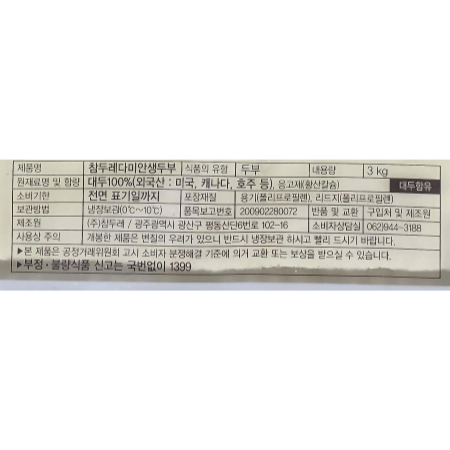 제품명 참두레다미안생두부 식품의 유형 두부 내용량 3 kg
원재료명 및 함량 대두100%(외국산 : 미국, 캐나다, 호주 등), 응고제(황산칼슘) 대두함유
소비기한 전면 표기일까지 포장재질 용기(폴리프로필렌), 리드지(폴리프로필렌)
보관방법 냉장보관(0℃~10℃) 품목보고번호 200902280072 반품 및 교환 구입처 및 제조원
제조원 (주)침두레 / 광주광역시 광산구 평동산단6번로 102-16 소비자상담실 062)944-3188
사용상 주의 개봉한 제품은 변질의 우려가 있으니 반드시 냉장보관 하시고 빨리 드시기 바랍니다.
▶본 제품은 공정거래위원회 고시 소비자 분쟁해결 기준에 의거 교환 또는 보상을 받으실 수 있습니다.
▶부정·불량식품 신고는 국번없이 1399